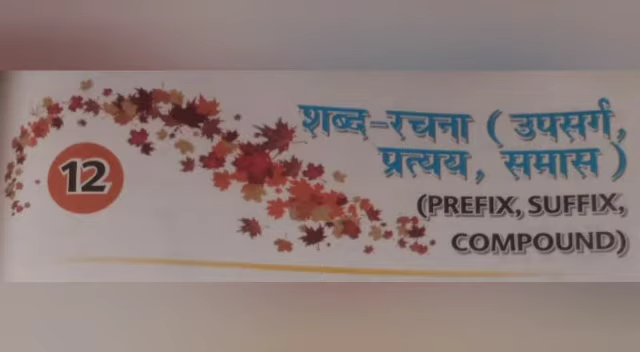 12
शब्द-रचना ( उपसर्ग,
प्रत्यय, समास )
(PREFIX, SUFFIX,
COMPOUND)